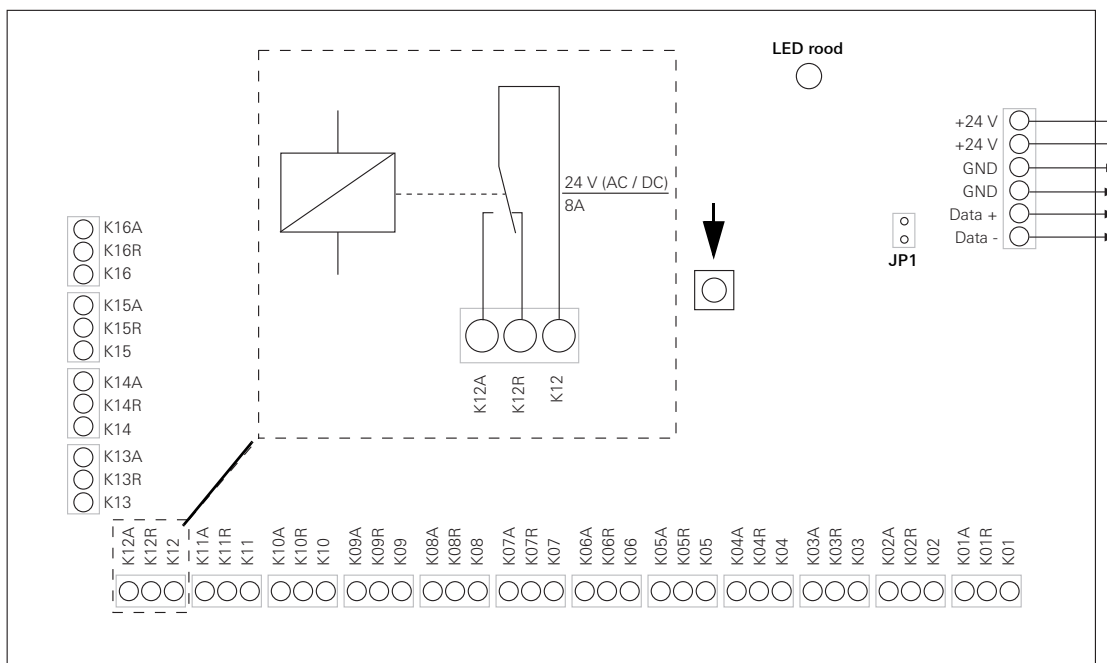 LED rood
+24 V
+24 V
GND
GND
Data +
Data -
JP1
24 V (AC / DC)
8A
K12A
K12R
K12
K16A
K16R
K16
K15A
K15R
K15
K14A
K14R
K14
K13A
K13R
K13
K12A
K12R
K12
K11A
K11R
K11
K10A
K10R
K10
K09A
K09R
K09
K08A
K08R
K08
K07A
K07R
K07
K06A
K06R
K06
K05A
K05R
K05
K04A
K04R
K04
K03A
K03R
K03
K02A
K02R
K02
K01A
K01R
K01